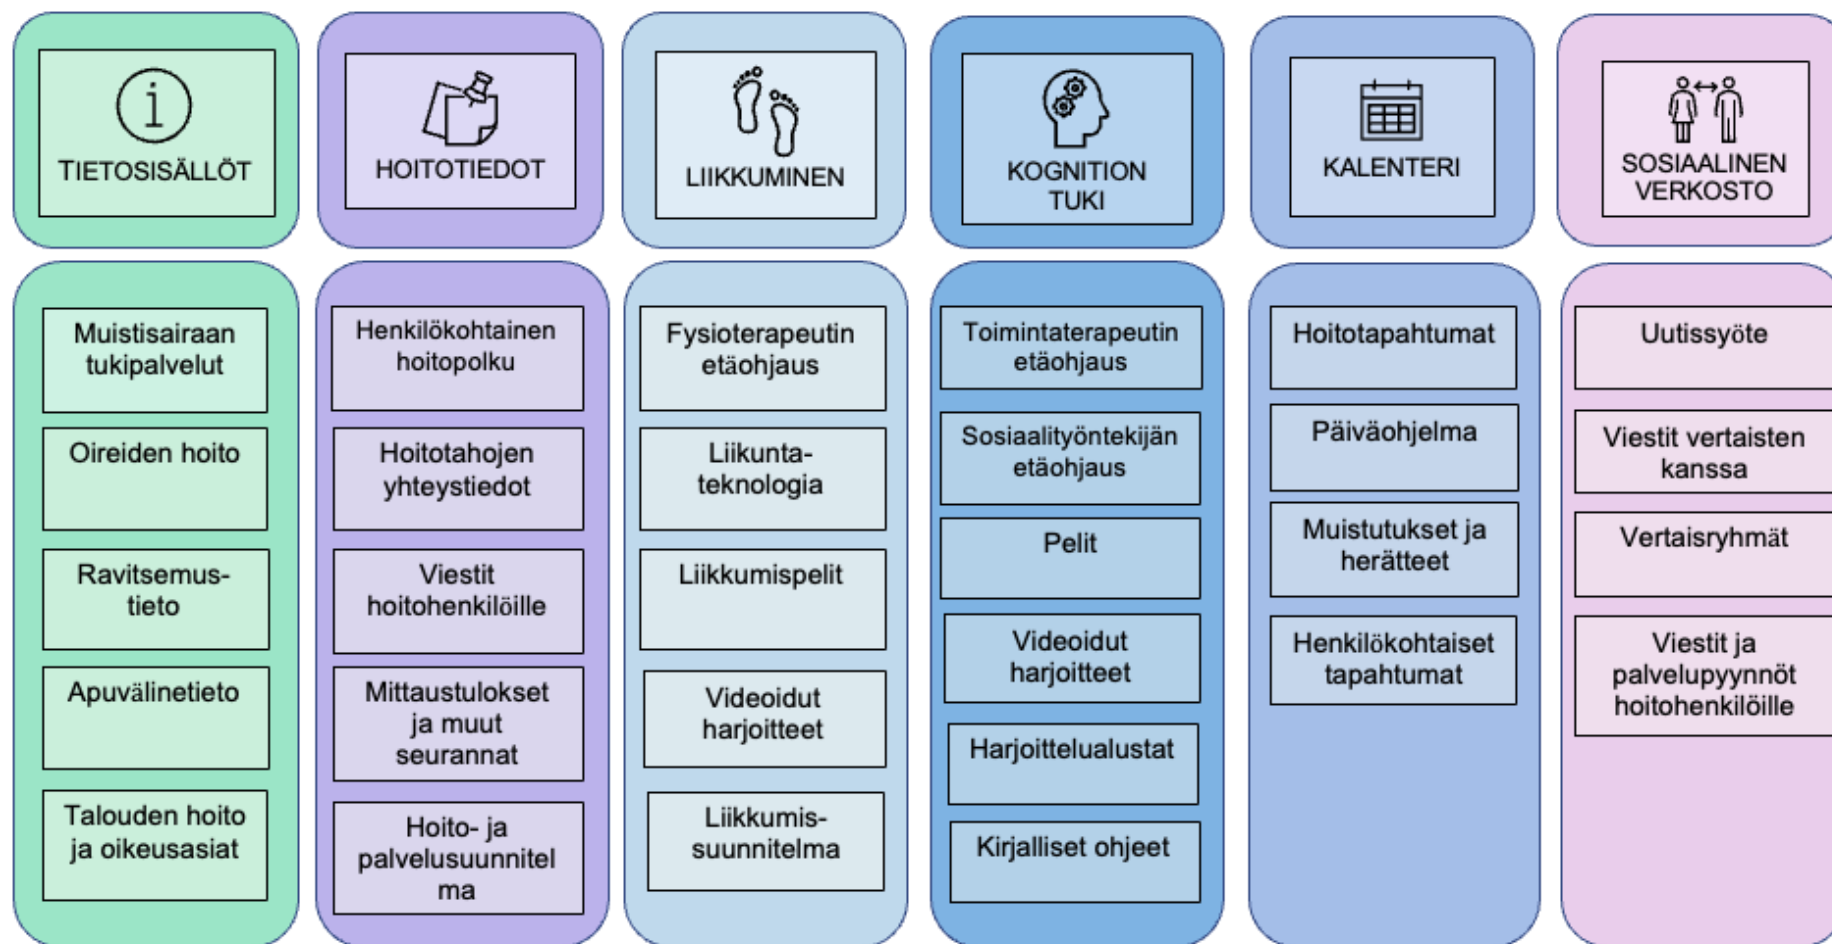 TIETOSISÄLLÖT
HOITOTIEDOT
LIIKKUMINEN
KOGNITION
TUKI
KALENTERI
SOSIAALINEN
VERKOSTO
Muistisairaan
tukipalvelut
Oireiden hoito
Ravitsemus-
tieto
Apuvälinetieto
Talouden hoito
ja oikeusasiat
Henkilökohtainen
hoitopolku
Hoitotahojen
yhteystiedot
Viestit
hoitohenkilöille
Mittaustulokset
ja muut
seurannat
Hoito- ja
palvelusuunnitel
ma
Fysioterapeutin
etäohjaus
Liikunta-
teknologia
Liikkumispelit
Videoidut
harjoitteet
Liikkumis-
suunnitelma
Toimintaterapeutin
etäohjaus
Sosiaalityöntekijän
etäohjaus
Pelit
Videoidut
harjoitteet
Harjoittelualustat
Kirjalliset ohjeet
Hoitotapahtumat
Päiväohjelma
Muistutukset ja
herätteet
Henkilökohtaiset
tapahtumat
Uutissyöte
Viestit vertaisten
kanssa
Vertaisryhmät
Viestit ja
palvelupyynnöt
hoitohenkilöille